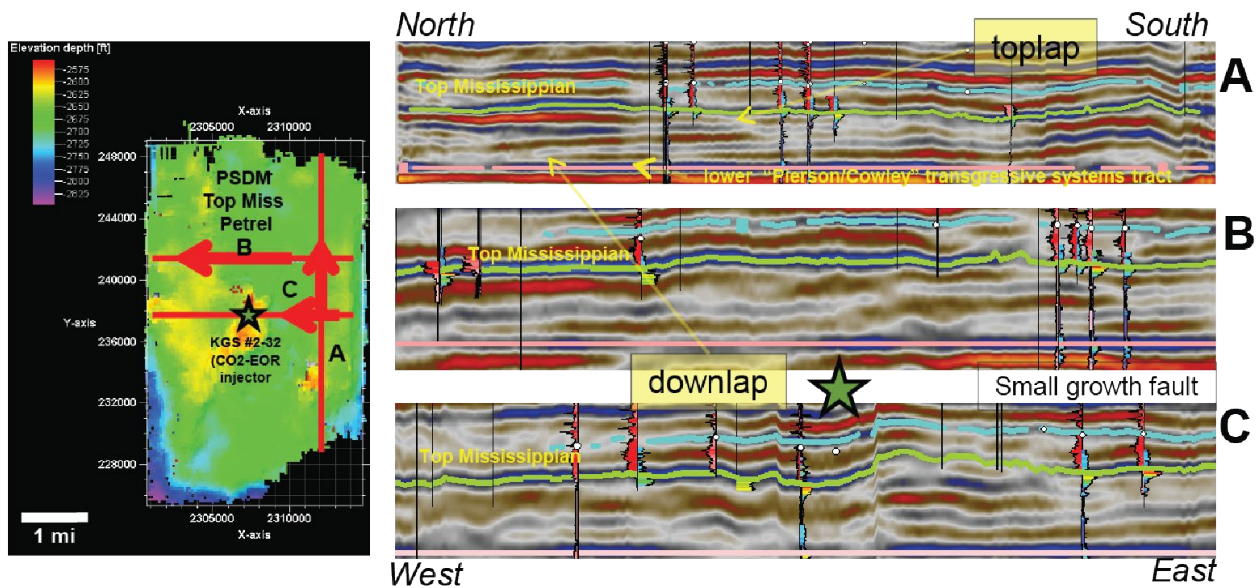 Elevation depth [ft]
-2575
-2600
-2625
-2650
-2675
-2700
-2725
-2750
-2775
-2800
-2825
X-axis
2305000 2310000
248000
244000
240000
Y-axis
236000
232000
228000
PSDM
Top Miss
Petrel
B
C
KGS #2-32
(CO2-EOR
injector
A
2305000 2310000
X-axis
1 mi
North
South
toplap
A
Top Mississippian
lower "Pierson/Cowley" transgressive systems tract
B
Top Mississippian
downlap
Small growth fault
C
Top Mississippian
West
East